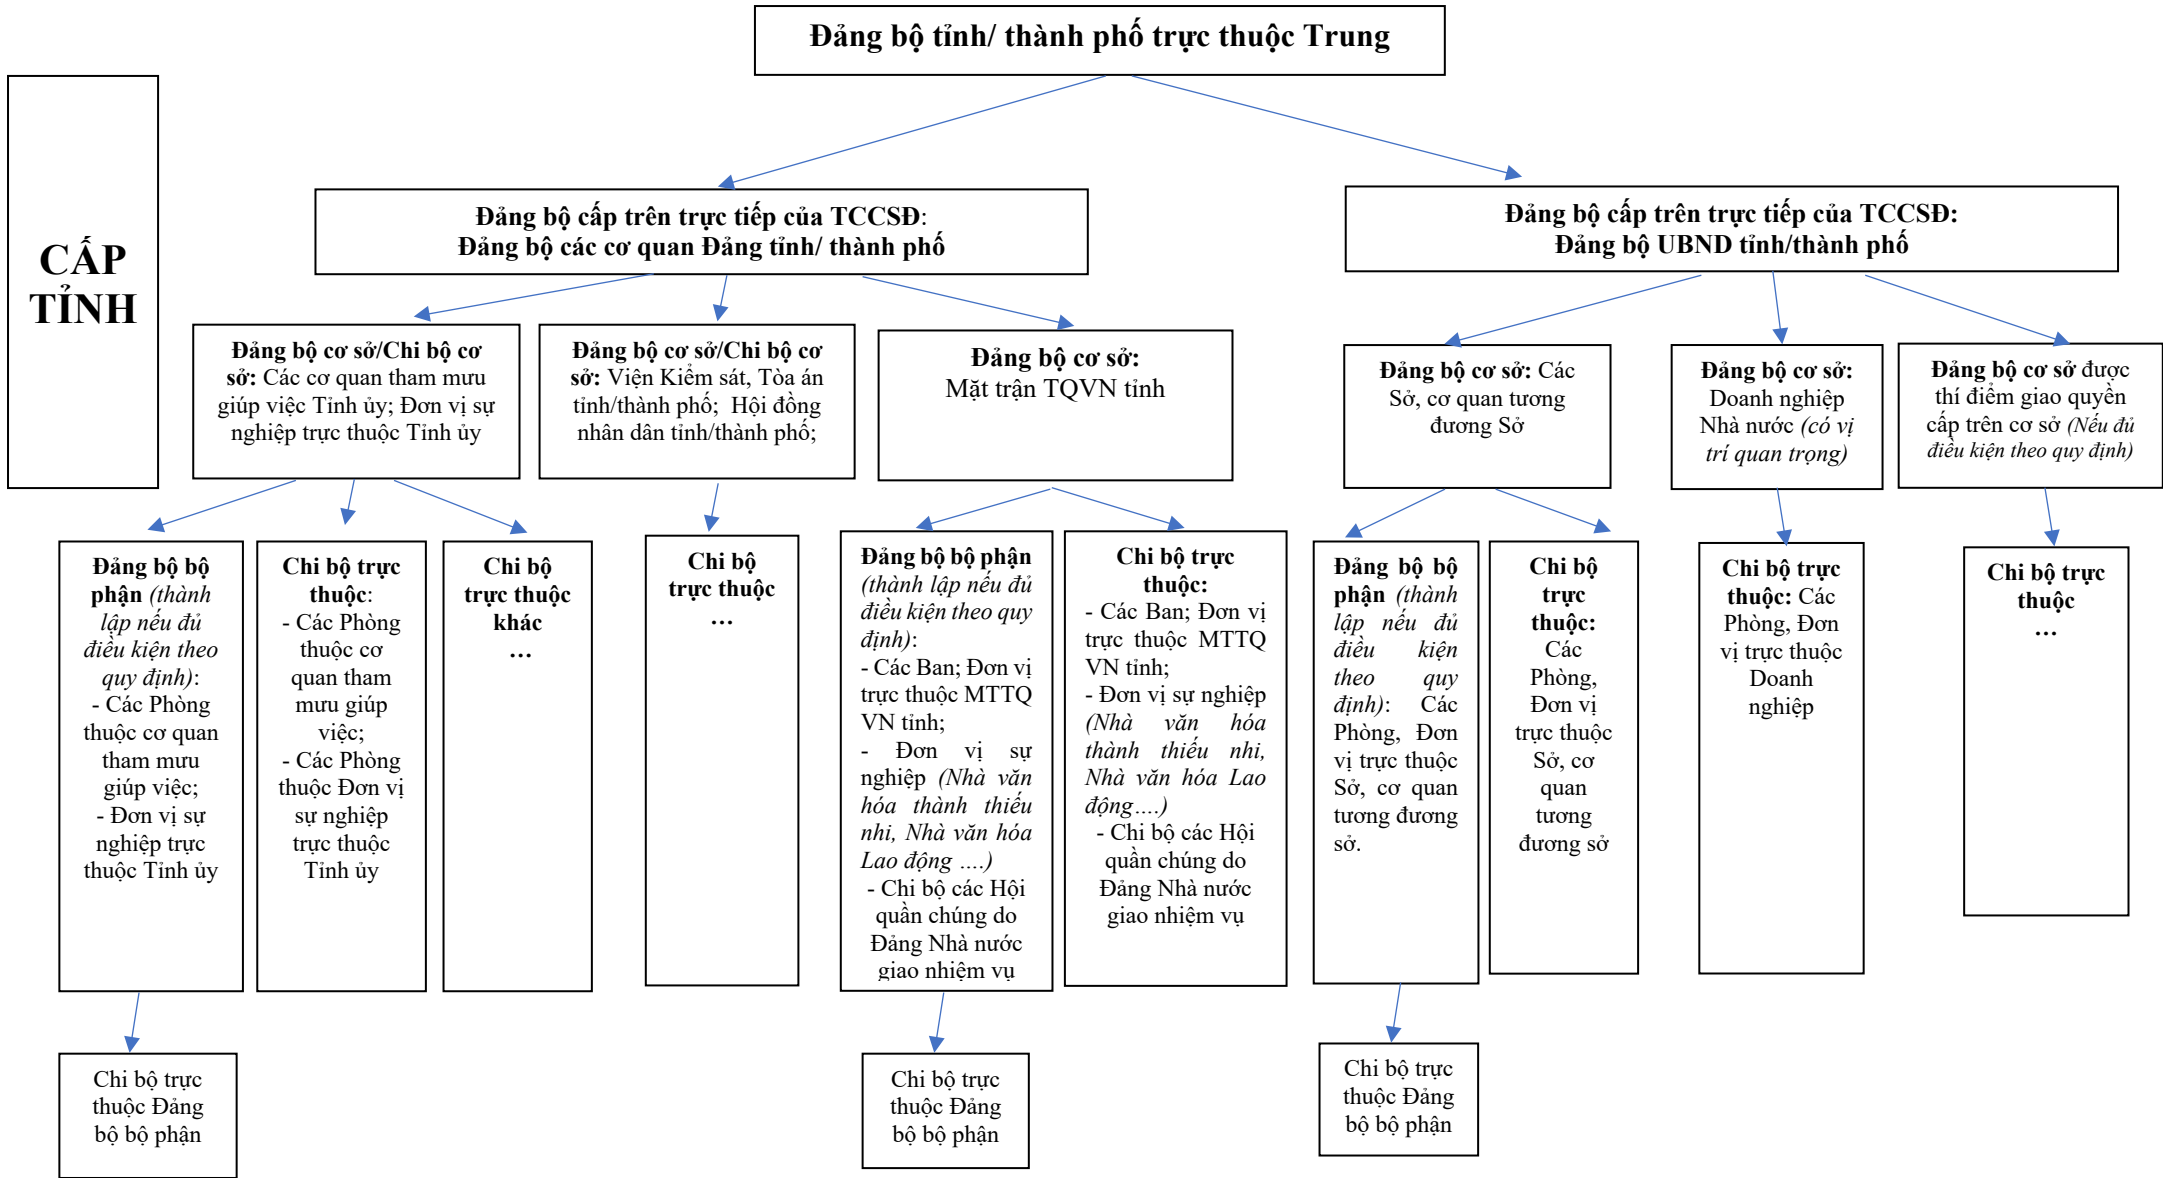 Đảng bộ tỉnh/ thành phố trực thuộc Trung
CẤP
TỈNH
Đảng bộ cấp trên trực tiếp của TCCSĐ:
Đảng bộ các cơ quan Đảng tỉnh/ thành phố
Đảng bộ cấp trên trực tiếp của TCCSĐ:
Đảng bộ UBND tỉnh/thành phố
Đảng bộ cơ sở/Chi bộ cơ
sở: Các cơ quan tham mưu
giúp việc Tỉnh ủy; Đơn vị sự
nghiệp trực thuộc Tỉnh ủy
Đảng bộ cơ sở/Chi bộ cơ
sở: Viện Kiểm sát, Tòa án
tỉnh/thành phố; Hội đồng
nhân dân tỉnh/thành phố;
Đảng bộ cơ sở:
Mặt trận TQVN tỉnh
Đảng bộ cơ sở: Các
Sở, cơ quan tương
đương Sở
Đảng bộ cơ sở:
Doanh nghiệp
Nhà nước (có vị
trí quan trọng)
Đảng bộ cơ sở được
thí điểm giao quyền
cấp trên cơ sở (Nếu đủ
điều kiện theo quy định)
Đảng bộ bộ
phận (thành
lập nếu đủ
điều kiện theo
quy định):
- Các Phòng
thuộc cơ quan
tham mưu
giúp việc;
- Đơn vị sự
nghiệp trực
thuộc Tỉnh ủy
Chi bộ trực
thuộc:
- Các Phòng
thuộc cơ
quan tham
mưu giúp
việc;
- Các Phòng
thuộc Đơn vị
sự nghiệp
trực thuộc
Tỉnh ủy
Chi bộ
trực thuộc
khác
…
Chi bộ
trực thuộc
…
Đảng bộ bộ phận
(thành lập nếu đủ
điều kiện theo quy
định):
- Các Ban; Đơn vị
trực thuộc MTTQ
VN tỉnh;
- Đơn vị sự
nghiệp (Nhà văn
hóa thành thiếu
nhi, Nhà văn hóa
Lao động ….)
- Chi bộ các Hội
quần chúng do
Đảng Nhà nước
giao nhiệm vụ
Chi bộ trực
thuộc:
- Các Ban; Đơn vị
trực thuộc MTTQ
VN tỉnh;
- Đơn vị sự nghiệp
(Nhà văn hóa
thành thiếu nhi,
Nhà văn hóa Lao
động….)
- Chi bộ các Hội
quần chúng do
Đảng Nhà nước
giao nhiệm vụ
Đảng bộ bộ
phận (thành
lập nếu đủ
điều kiện
theo quy
định): Các
Phòng, Đơn
vị trực thuộc
Sở, cơ quan
tương đương
sở.
Chi bộ
trực
thuộc:
Các
Phòng,
Đơn vị
trực thuộc
Sở, cơ
quan
tương
đương sở
Chi bộ trực
thuộc: Các
Phòng, Đơn
vị trực thuộc
Doanh
nghiệp
Chi bộ trực
thuộc
…
Chi bộ trực
thuộc Đảng
bộ bộ phận
Chi bộ trực
thuộc Đảng
bộ bộ phận
Chi bộ trực
thuộc Đảng
bộ bộ phận